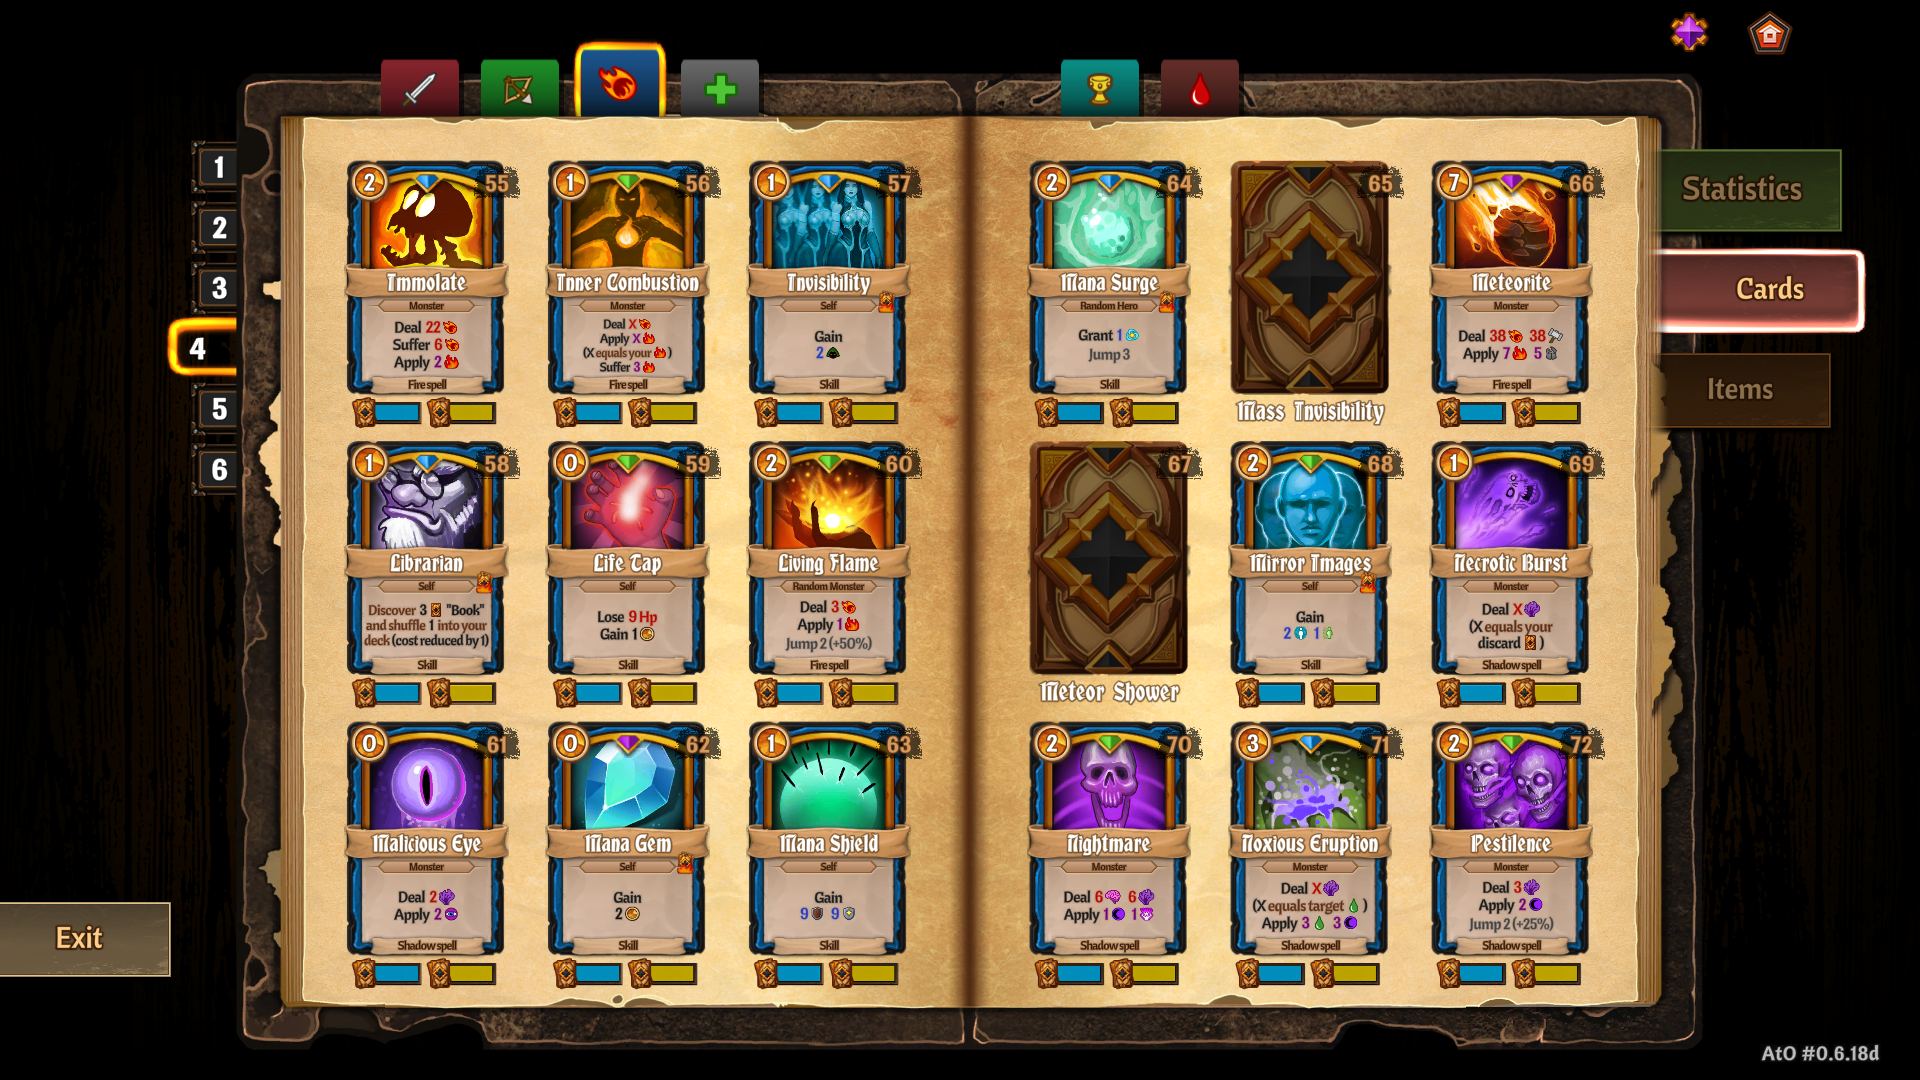 1
2
3
4
5
6
Exit
Statistics
Cards
Items
2
55
Immolate
Monster
Deal 22
Suffer 6
Apply 2
Fire spell
1
56
Inner Combustion
Monster
Deal X
Apply X
(X equals your )
Suffer 3
Fire spell
1
57
Invisibility
Self
Gain
2
Skill
1
58
Librarian
Self
Discover 3 "Book"
and shuffle 1 into your
deck (cost reduced by 1)
Skill
0
59
Life Tap
Self
Lose 9 Hp
Gain 1
Skill
2
60
Living Flame
Random Monster
Deal 3
Apply 1
Jump 2 (+50%)
Fire spell
0
61
Malicious Eye
Monster
Deal 2
Apply 2
Shadow spell
0
62
Mana Gem
Self
Gain
2
Skill
1
63
Mana Shield
Self
Gain
9 9
Skill
2
64
Mana Surge
Random Hero
Grant 1
Jump 3
Skill
65
Mass Invisibility
7
66
Meteorite
Monster
Deal 38 38
Apply 7 5
Fire spell
67
Meteor Shower
2
68
Mirror Images
Self
Gain
2 1
Skill
1
69
Necrotic Burst
Monster
Deal X
(X equals your
discard )
Shadow spell
2
70
Nightmare
Monster
Deal 6 6
Apply 1 1
Shadow spell
3
71
Noxious Eruption
Monster
Deal X
(X equals target )
Apply 3 3
Shadow spell
2
72
Pestilence
Monster
Deal 3
Apply 2
Jump 2 (+25%)
Shadow spell
AtO #0.6.18d